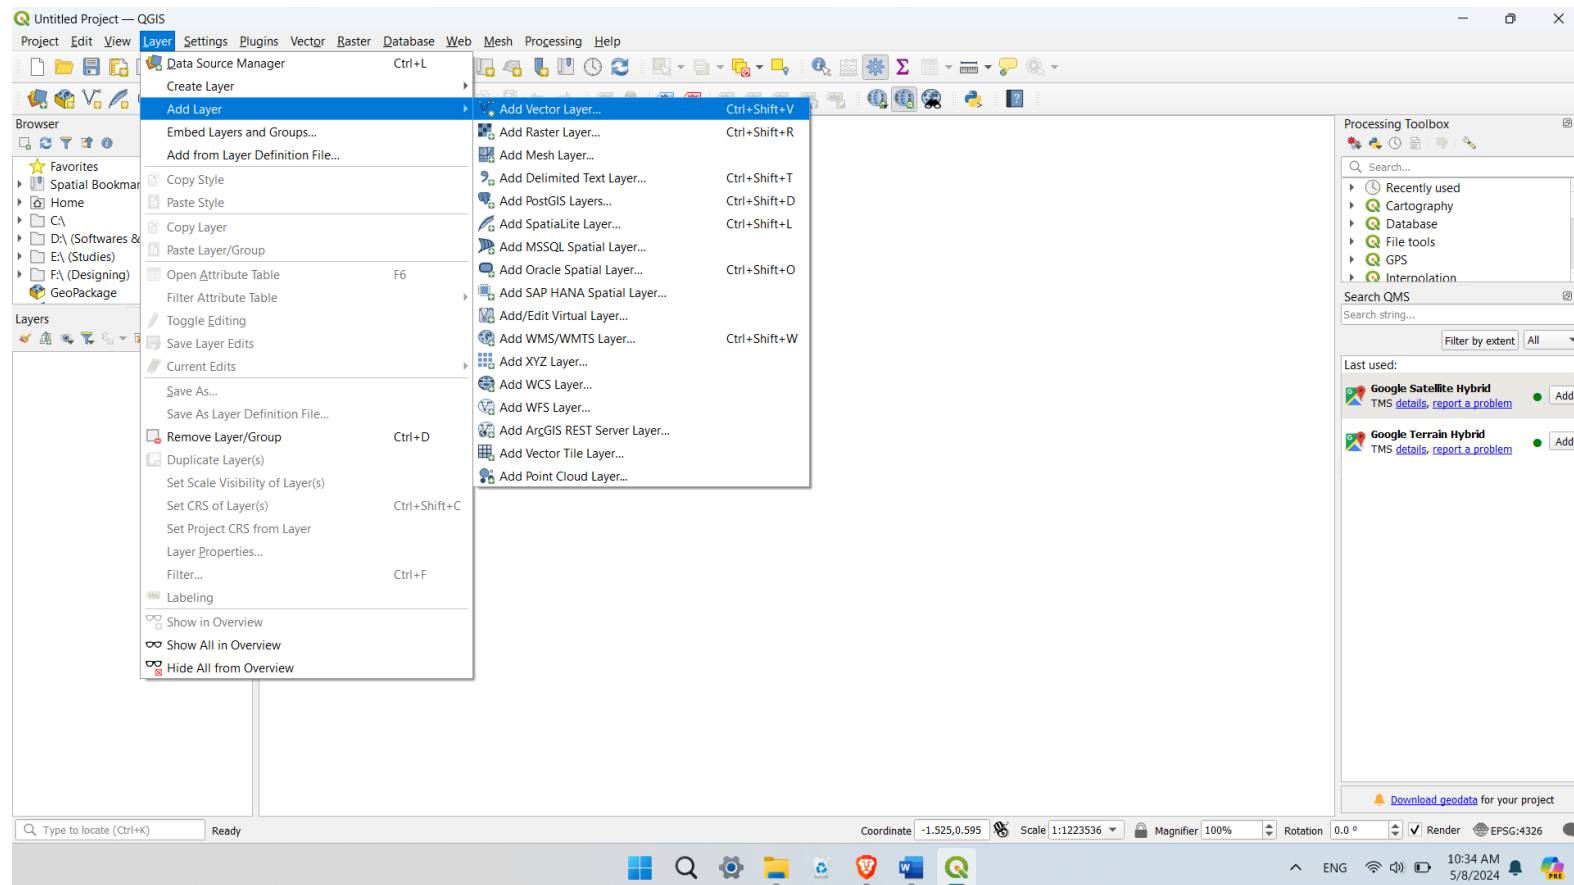 Untitled Project — QGIS
Project Edit View Layer Settings Plugins Vector Raster Database Web Mesh Processing Help
Data Source Manager Ctrl+L
Create Layer
Add Layer
Embed Layers and Groups...
Add from Layer Definition File...
Copy Style
Paste Style
Copy Layer
Paste Layer/Group
Open Attribute Table F6
Filter Attribute Table
Toggle Editing
Save Layer Edits
Current Edits
Save As...
Save As Layer Definition File...
Remove Layer/Group Ctrl+D
Duplicate Layer(s)
Set Scale Visibility of Layer(s)
Set CRS of Layer(s) Ctrl+Shift+C
Set Project CRS from Layer
Layer Properties...
Filter... Ctrl+F
Labeling
Show in Overview
Show All in Overview
Hide All from Overview
Add Vector Layer... Ctrl+Shift+V
Add Raster Layer... Ctrl+Shift+R
Add Mesh Layer...
Add Delimited Text Layer... Ctrl+Shift+T
Add PostGIS Layers... Ctrl+Shift+D
Add SpatiaLite Layer... Ctrl+Shift+L
Add MSSQL Spatial Layer...
Add Oracle Spatial Layer... Ctrl+Shift+O
Add SAP HANA Spatial Layer...
Add/Edit Virtual Layer...
Add WMS/WMTS Layer... Ctrl+Shift+W
Add XYZ Layer...
Add WCS Layer...
Add WFS Layer...
Add ArcGIS REST Server Layer...
Add Vector Tile Layer...
Add Point Cloud Layer...
Browser
Favorites
Spatial Bookmar
Home
C:\
D:\ (Softwares &
E:\ (Studies)
F:\ (Designing)
GeoPackage
Layers
Processing Toolbox
Search...
Recently used
Cartography
Database
File tools
GPS
Interpolation
Search QMS
Search string...
Filter by extent All
Last used:
Google Satellite Hybrid
TMS details, report a problem
Add
Google Terrain Hybrid
TMS details, report a problem
Add
Download geodata for your project
Type to locate (Ctrl+K) Ready Coordinate -1.525,0.595 Scale 1:1223536 Magnifier 100% Rotation 0.0 ° Render EPSG:4326
ENG
10:34 AM
5/8/2024
PRE